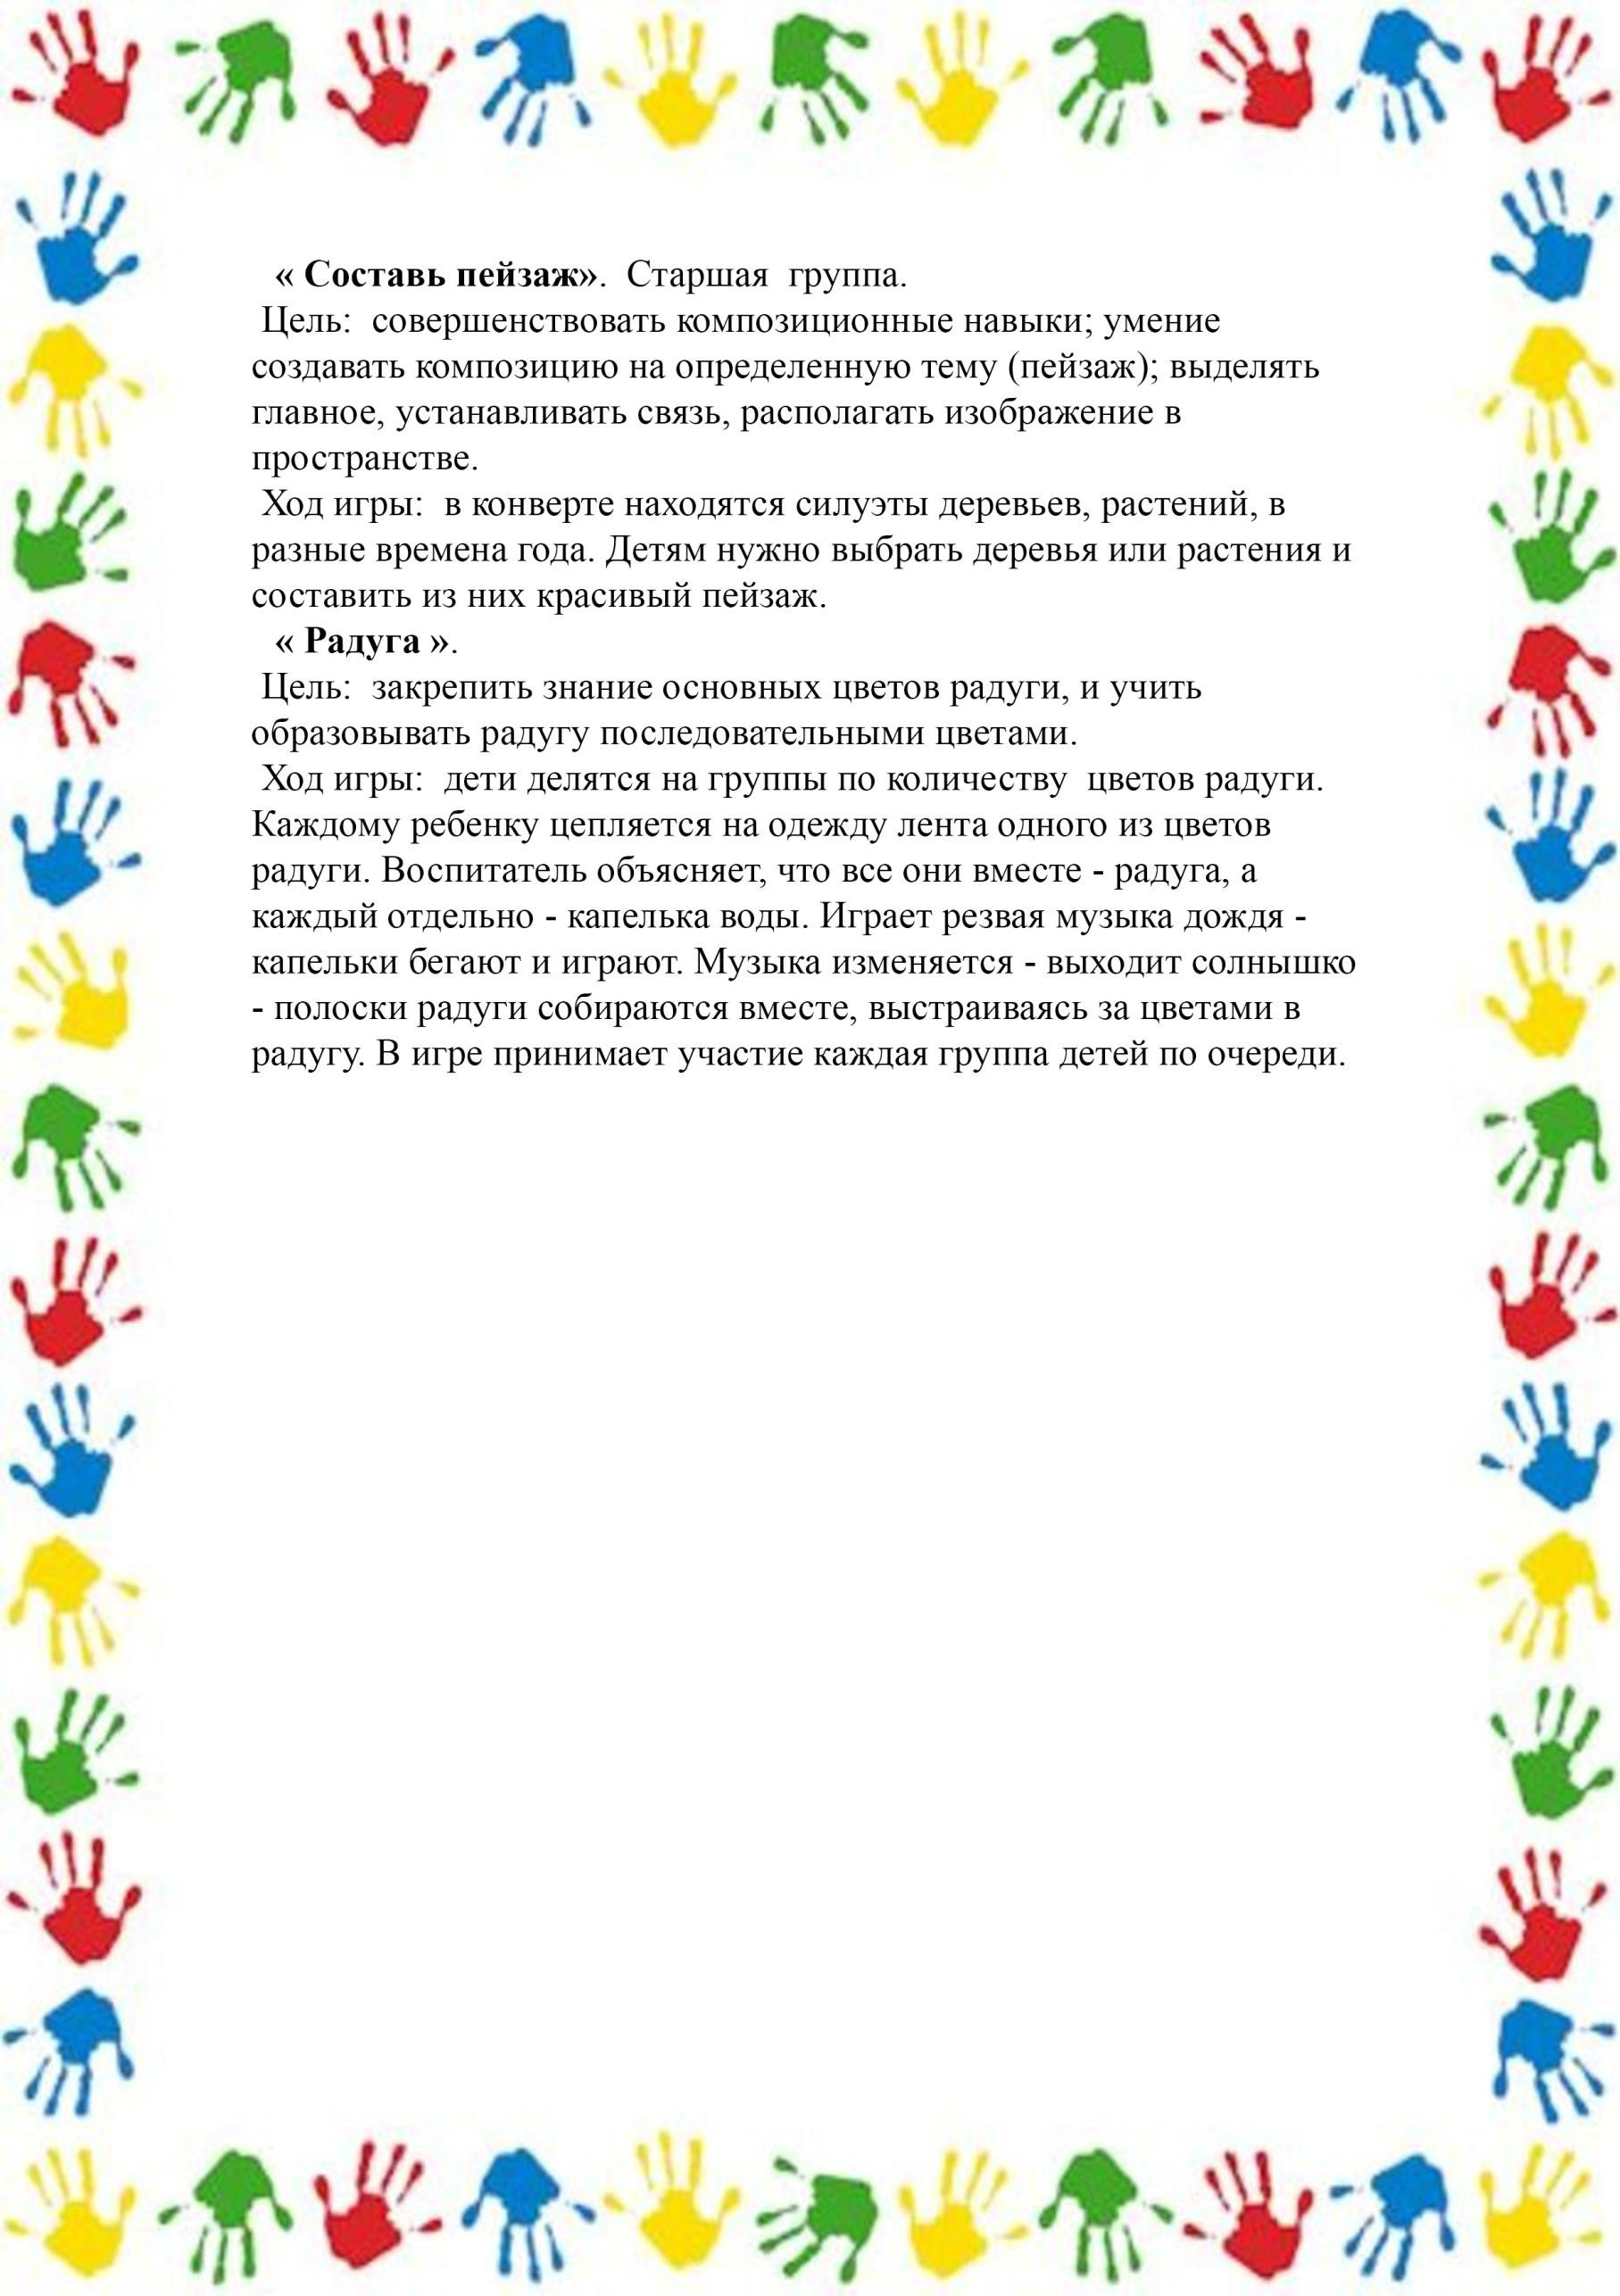 « Составь пейзаж».  Старшая  группа.
Цель:  совершенствовать композиционные навыки; умение
создавать композицию на определенную тему (пейзаж); выделять
главное, устанавливать связь, располагать изображение в
пространстве.
Ход игры:  в конверте находятся силуэты деревьев, растений, в
разные времена года. Детям нужно выбрать деревья или растения и
составить из них красивый пейзаж.
« Радуга ».
Цель:  закрепить знание основных цветов радуги, и учить
образовывать радугу последовательными цветами.
Ход игры:  дети делятся на группы по количеству  цветов радуги.
Каждому ребенку цепляется на одежду лента одного из цветов
радуги. Воспитатель объясняет, что все они вместе - радуга, а
каждый отдельно - капелька воды. Играет резвая музыка дождя -
капельки бегают и играют. Музыка изменяется - выходит солнышко
- полоски радуги собираются вместе, выстраиваясь за цветами в
радугу. В игре принимает участие каждая группа детей по очереди.